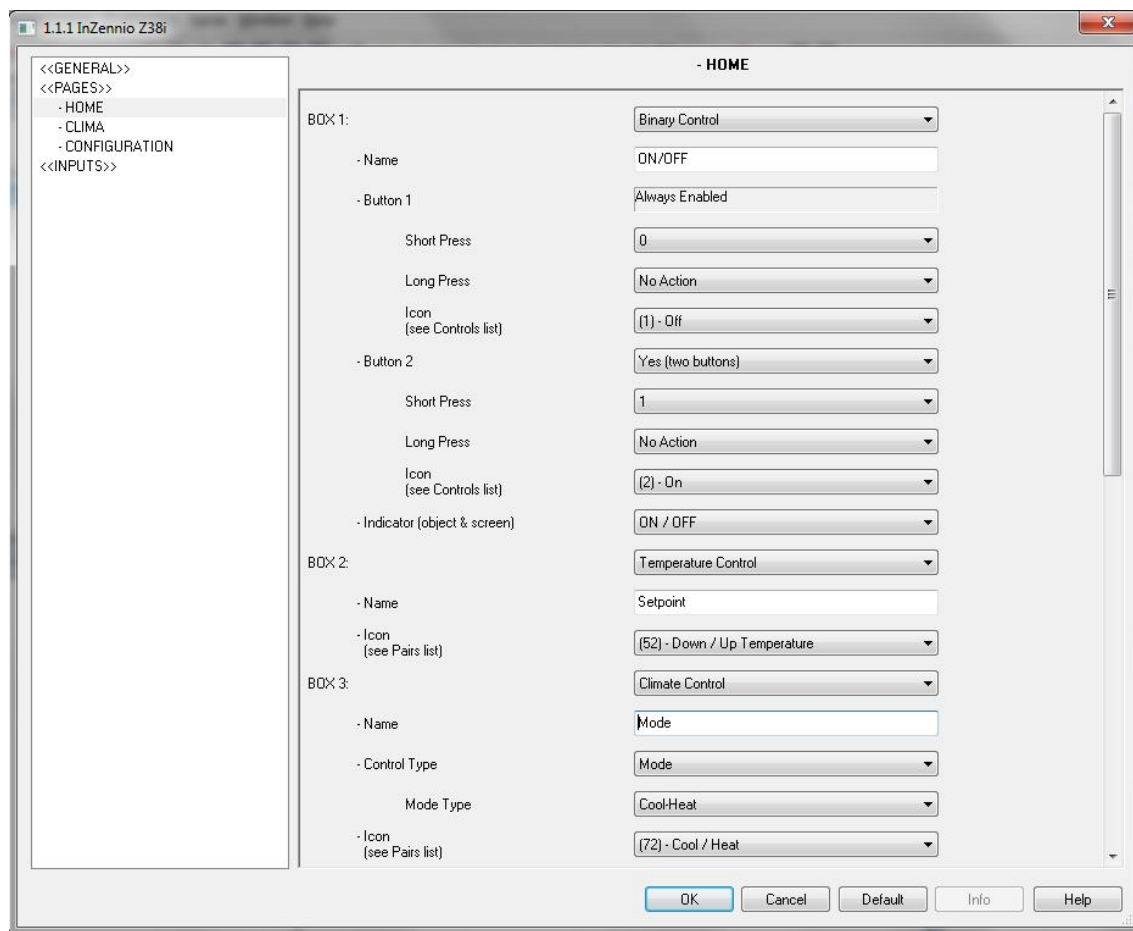 1.1.1 InZennio Z38i
<<GENERAL>>
<<PAGES>>
- HOME
- CLIMA
- CONFIGURATION
<<INPUTS>>
- HOME
BOX 1: Binary Control
- Name ON/OFF
- Button 1 Always Enabled
Short Press 0
Long Press No Action
Icon
(see Controls list) (1) - Off
- Button 2 Yes (two buttons)
Short Press 1
Long Press No Action
Icon
(see Controls list) (2) - On
- Indicator (object & screen) ON / OFF
BOX 2: Temperature Control
- Name Setpoint
- Icon
(see Pairs list) (52) - Down / Up Temperature
BOX 3: Climate Control
- Name Mode
- Control Type Mode
Mode Type Cool-Heat
- Icon
(see Pairs list) (72) - Cool / Heat
OK Cancel Default Info Help